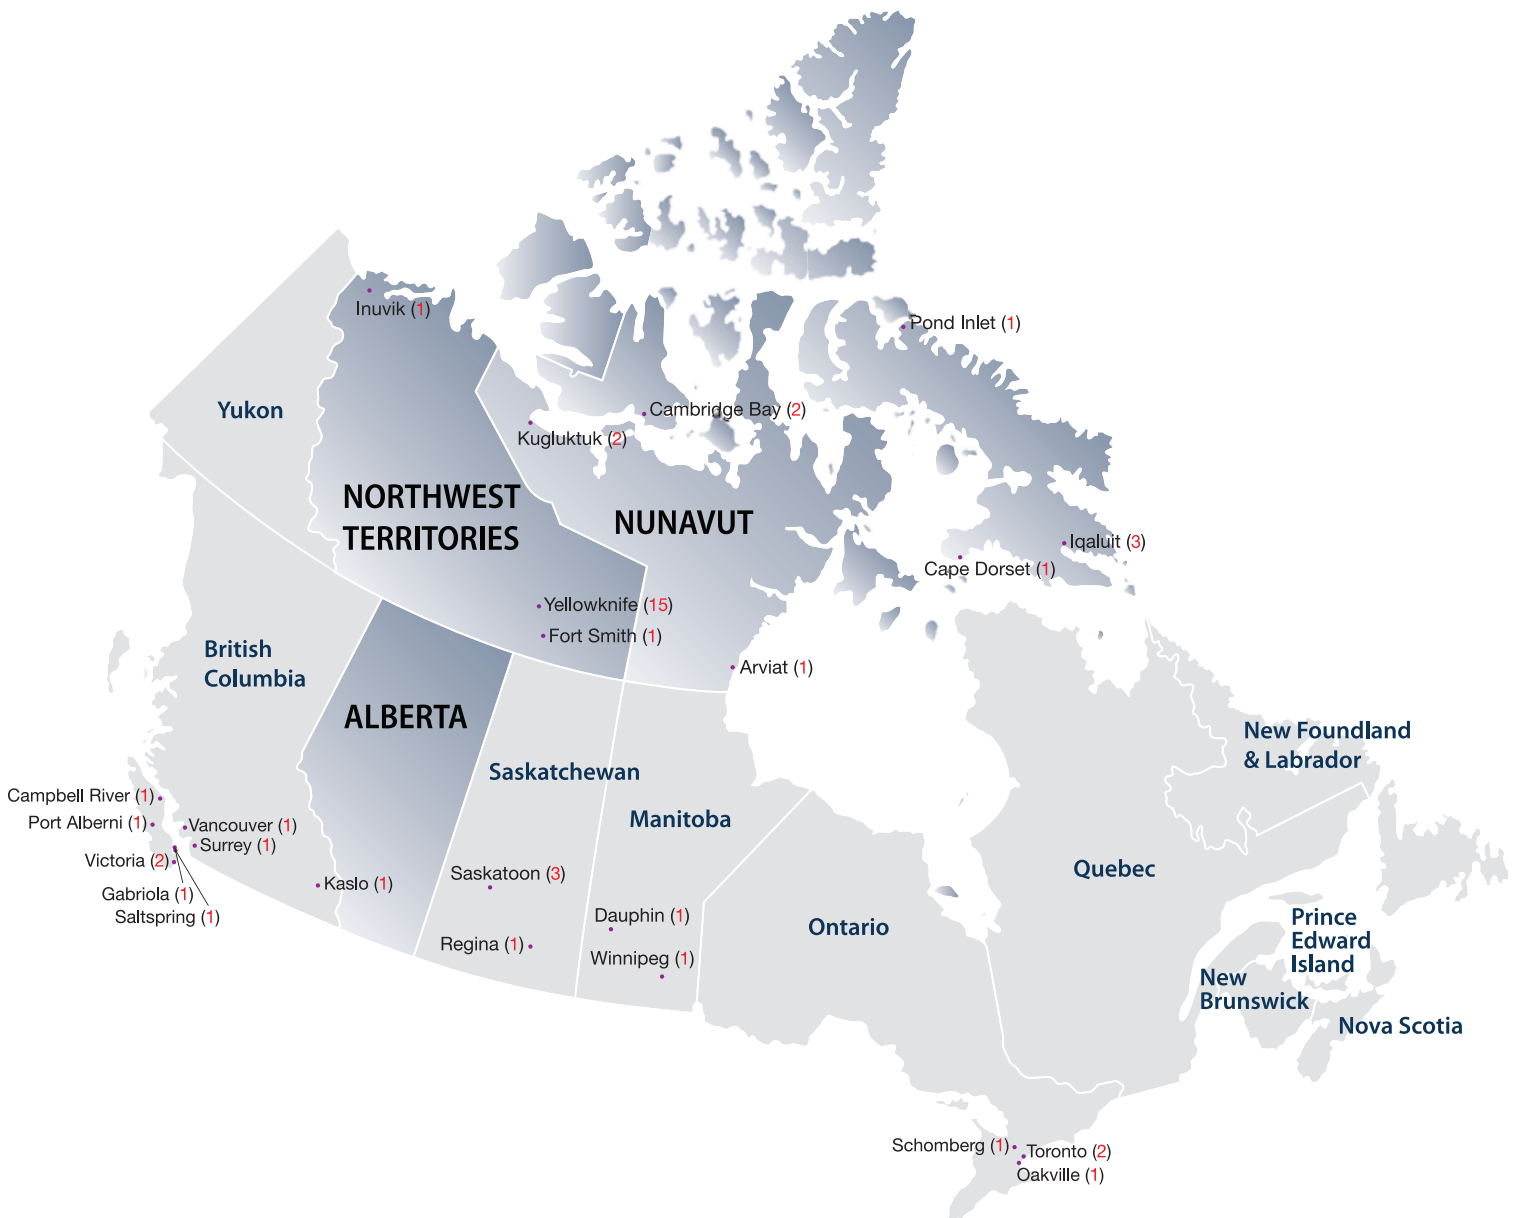 Inuvik (1)
Pond Inlet (1)
Yukon
Cambridge Bay (2)
Kugluktuk (2)
NORTHWEST
TERRITORIES
NUNAVUT
Iqaluit (3)
Cape Dorset (1)
Yellowknife (15)
Fort Smith (1)
British
Columbia
Arviat (1)
ALBERTA
New Foundland
& Labrador
Saskatchewan
Campbell River (1)
Port Alberni (1)
Vancouver (1)
Manitoba
Surrey (1)
Victoria (2)
Gabriola (1)
Saltspring (1)
Kaslo (1)
Saskatoon (3)
Quebec
Dauphin (1)
Ontario
Prince
Edward
Island
Regina (1)
Winnipeg (1)
New
Brunswick
Nova Scotia
Schomberg (1)
Toronto (2)
Oakville (1)